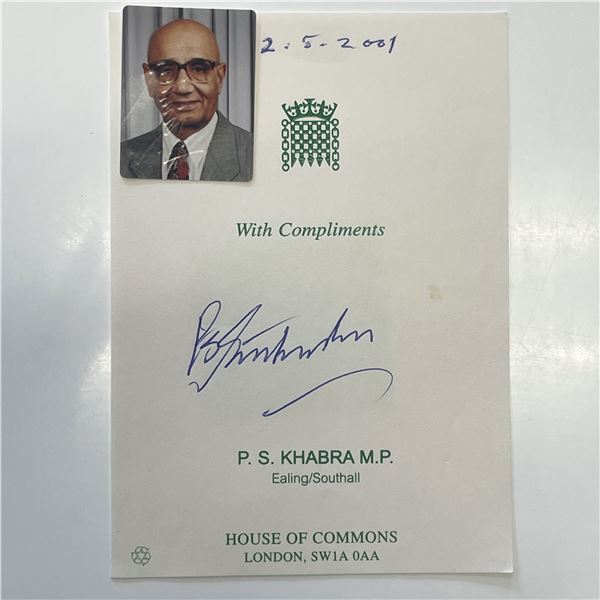 2.5.2001
With Compliments
P. S. KHABRA M.P.
Ealing/Southall
HOUSE OF COMMONS
LONDON, SW1A 0AA